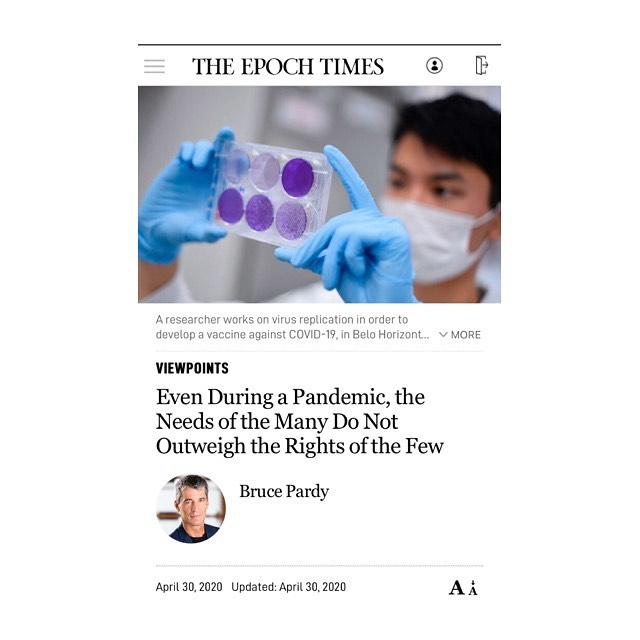 THE EPOCH TIMES
A researcher works on virus replication in order to
develop a vaccine against COVID-19, in Belo Horizont... MORE
VIEWPOINTS
Even During a Pandemic, the
Needs of the Many Do Not
Outweigh the Rights of the Few
Bruce Pardy
April 30, 2020 Updated: April 30, 2020 A A